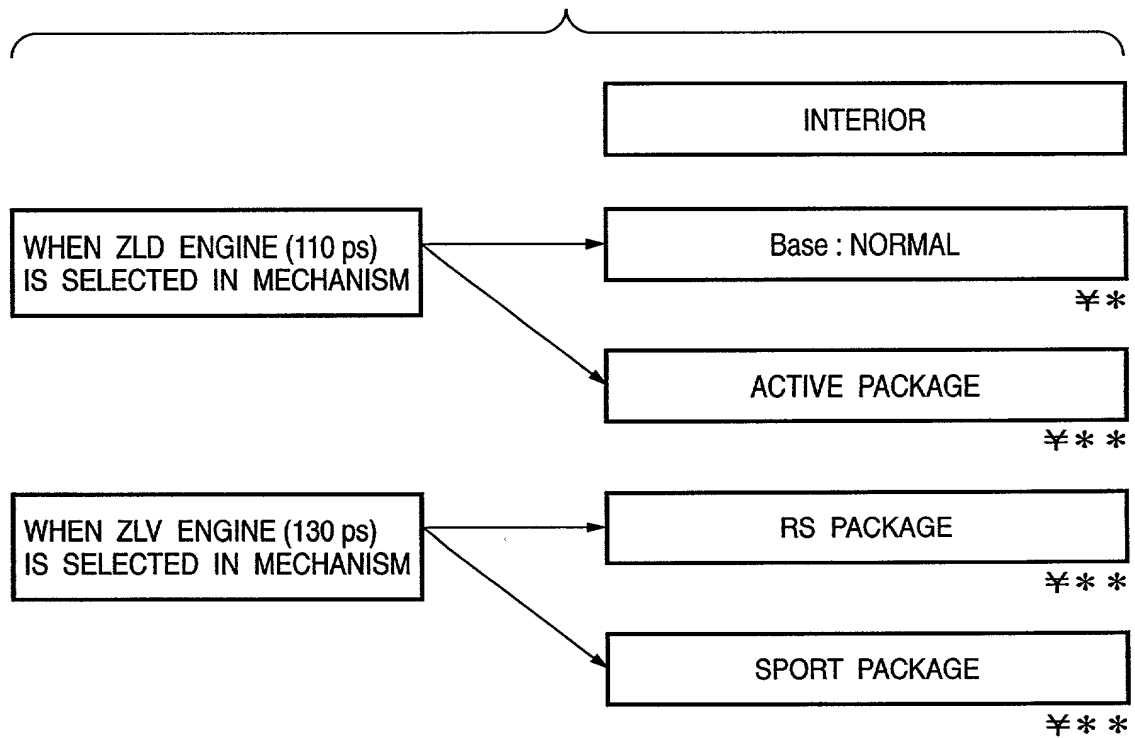 INTERIOR
WHEN ZLD ENGINE (110 ps)
IS SELECTED IN MECHANISM
Base : NORMAL
¥*
ACTIVE PACKAGE
¥* *
WHEN ZLV ENGINE (130 ps)
IS SELECTED IN MECHANISM
RS PACKAGE
¥* *
SPORT PACKAGE
¥* *